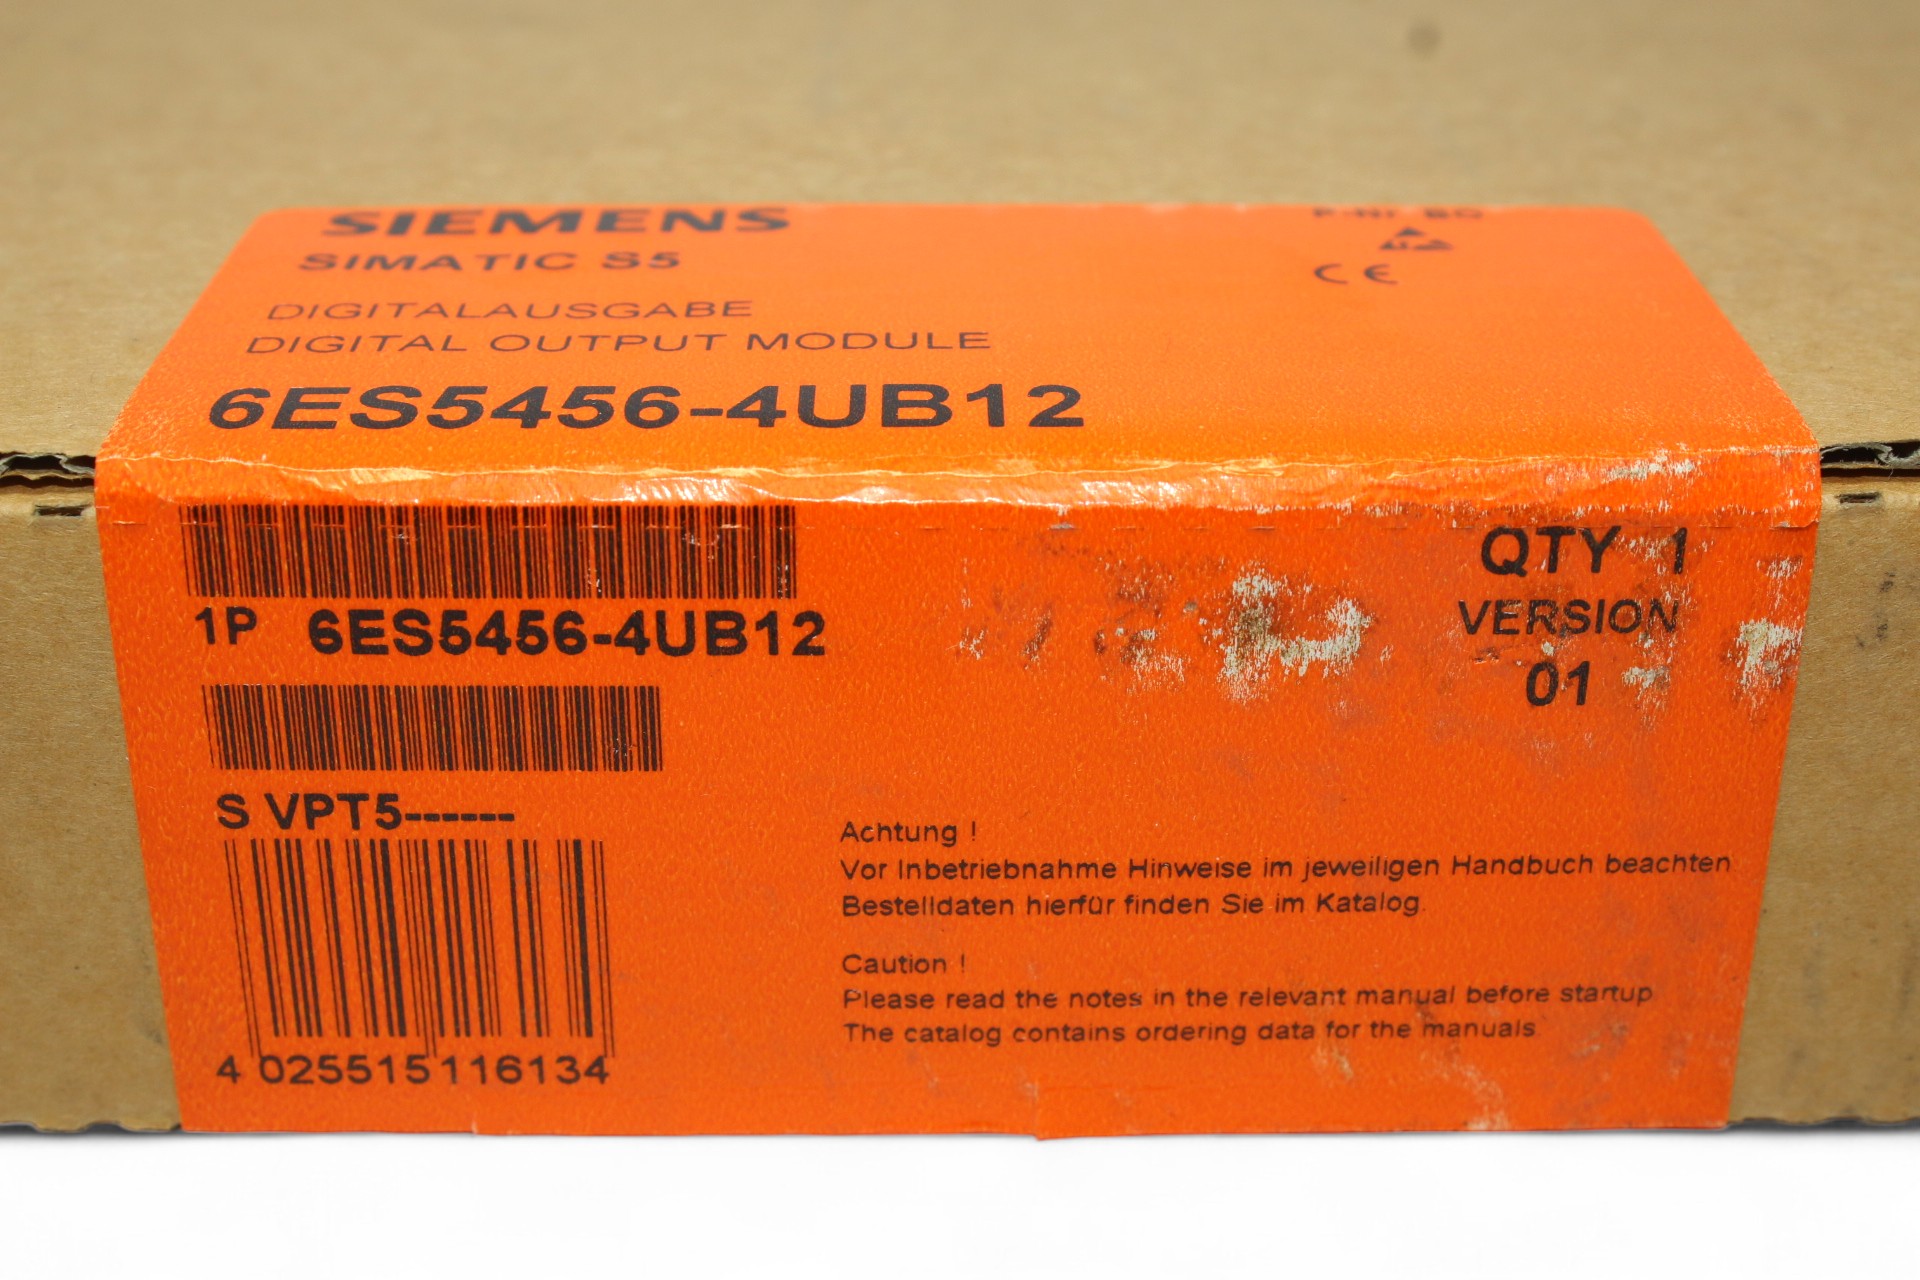 SIEMENS
SIMATIC S5
CE
DIGITALAUSGABE
DIGITAL OUTPUT MODULE
6ES5456-4UB12
QTY 1
1P 6ES5456-4UB12
VERSION
01
S VPT5------
Achtung !
Vor Inbetriebnahme Hinweise im jeweiligen Handbuch beachten
Bestelldaten hierfür finden Sie im Katalog.
Caution !
Please read the notes in the relevant manual before startup
The catalog contains ordering data for the manuals.
4 025515 116134